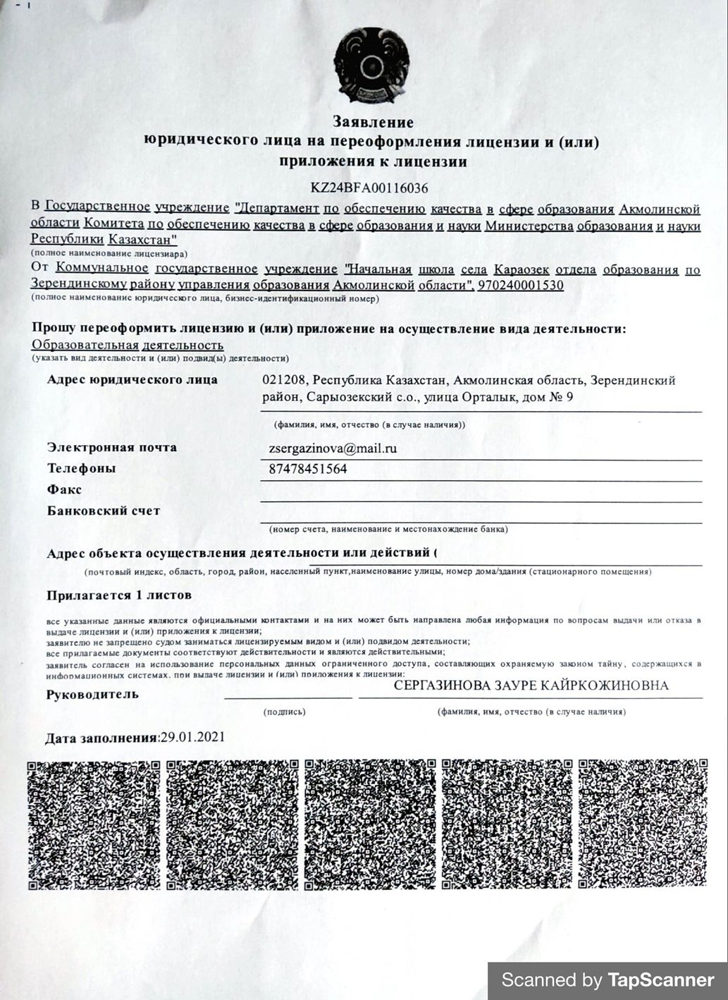 Заявление
юридического лица на переоформления лицензии и (или)
приложения к лицензии
KZ24BFA00116036
В Государственное учреждение "Департамент по обеспечению качества в сфере образования Акмолинской
области Комитета по обеспечению качества в сфере образования и науки Министерства образования и науки
Республики Казахстан"
(полное наименование лицензиара)
От Коммунальное государственное учреждение "Начальная школа села Караозек отдела образования по
Зерендинскому району управления образования Акмолинской области", 970240001530
(полное наименование юридического лица, бизнес-идентификационный номер)
Прошу переоформить лицензию и (или) приложение на осуществление вида деятельности:
Образовательная деятельность
(указать вид деятельности и (или) подвид(ы) деятельности)
Адрес юридического лица 021208, Республика Казахстан, Акмолинская область, Зерендинский
район, Сарыозекский с.о., улица Орталык, дом № 9
(фамилия, имя, отчество (в случае наличия))
Электронная почта zsergazinova@mail.ru
Телефоны 87478451564
Факс
Банковский счет
(номер счета, наименование и местонахождение банка)
Адрес объекта осуществления деятельности или действий (
(почтовый индекс, область, город, район, населенный пункт,наименование улицы, номер дома/здания (стационарного помещения)
Прилагается 1 листов
все указанные данные являются официальными контактами и на них может быть направлена любая информация по вопросам выдачи или отказа в
выдаче лицензии и (или) приложения к лицензии;
заявителю не запрещено судом заниматься лицензируемым видом и (или) подвидом деятельности;
все прилагаемые документы соответствуют действительности и являются действительными;
заявитель согласен на использование персональных данных ограниченного доступа, составляющих охраняемую законом тайну, содержащихся в
информационных системах, при выдаче лицензии и (или) приложения к лицензии;
СЕРГАЗИНОВА ЗАУРЕ КАЙРКОЖИНОВНА
Руководитель
(подпись) (фамилия, имя, отчество (в случае наличия)
Дата заполнения:29.01.2021
Scanned by TapScanner